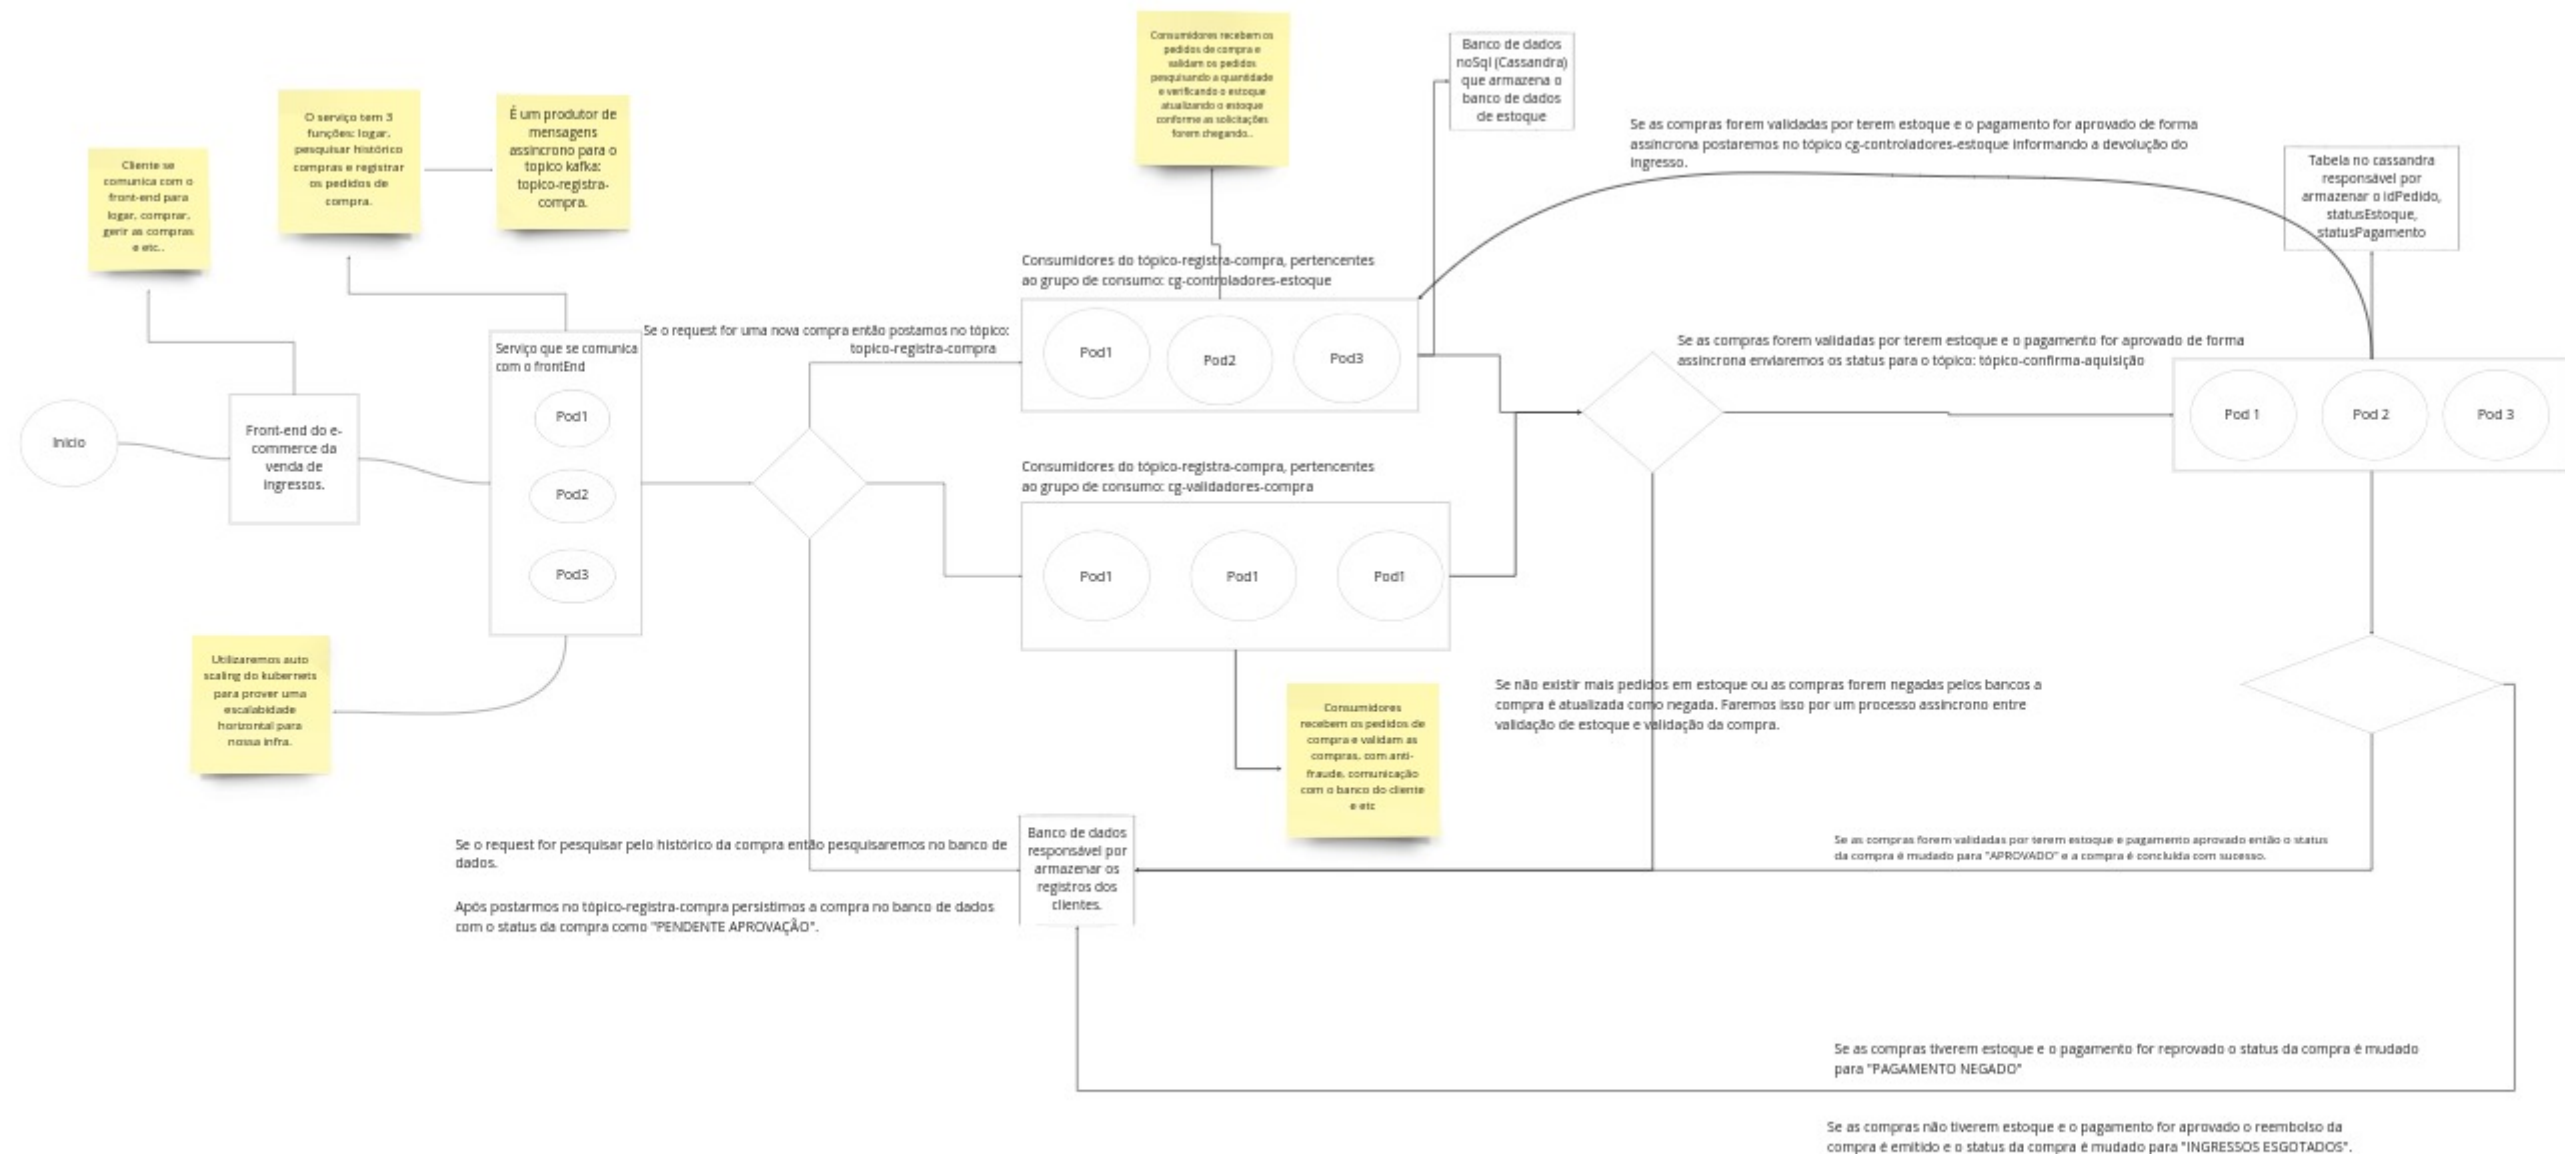 Consumidores recebem os
pedidos de compra e
validam os pedidos
pesquisando a quantidade
e verificando o estoque
atualizando o estoque
conforme as solicitações
forem chegando..
Banco de dados
noSql (Cassandra)
que armazena o
banco de dados
de estoque
O serviço tem 3
funções: logar,
pesquisar histórico
compras e registrar
os pedidos de
compra.
É um produtor de
mensagens
assíncrono para o
topico kafka:
topico-registra-
compra.
Cliente se
comunica com o
front-end para
logar, comprar,
gerir as compras
e etc..
Se as compras forem validadas por terem estoque e o pagamento for aprovado de forma
assíncrona postaremos no tópico cg-controladores-estoque informando a devolução do
ingresso.
Tabela no cassandra
responsável por
armazenar o idPedido,
statusEstoque,
statusPagamento
Consumidores do tópico-registra-compra, pertencentes
ao grupo de consumo: cg-controladores-estoque
Pod1
Pod2
Pod3
Se o request for uma nova compra então postamos no tópico:
topico-registra-compra
Serviço que se comunica
com o frontEnd
Pod1
Pod2
Pod3
Se as compras forem validadas por terem estoque e o pagamento for aprovado de forma
assíncrona enviaremos os status para o tópico: tópico-confirma-aquisição
Pod 1
Pod 2
Pod 3
Inicio
Front-end do e-
commerce da
venda de
ingressos.
Consumidores do tópico-registra-compra, pertencentes
ao grupo de consumo: cg-validadores-compra
Pod1
Pod1
Pod1
Utilizaremos auto
scaling do kubernets
para prover uma
escalabidade
horizontal para
nossa infra.
Se não existir mais pedidos em estoque ou as compras forem negadas pelos bancos a
compra é atualizada como negada. Faremos isso por um processo assíncrono entre
validação de estoque e validação da compra.
Consumidores
recebem os pedidos de
compra e validam as
compras, com anti-
fraude, comunicação
com o banco do cliente
e etc
Se o request for pesquisar pelo histórico da compra então pesquisaremos no banco de
dados.
Após postarmos no tópico-registra-compra persistimos a compra no banco de dados
com o status da compra como "PENDENTE APROVAÇÃO".
Banco de dados
responsável por
armazenar os
registros dos
clientes.
Se as compras forem validadas por terem estoque e pagamento aprovado então o status
da compra é mudado para "APROVADO" e a compra é concluída com sucesso.
Se as compras tiverem estoque e o pagamento for reprovado o status da compra é mudado
para "PAGAMENTO NEGADO"
Se as compras não tiverem estoque e o pagamento for aprovado o reembolso da
compra é emitido e o status da compra é mudado para "INGRESSOS ESGOTADOS".